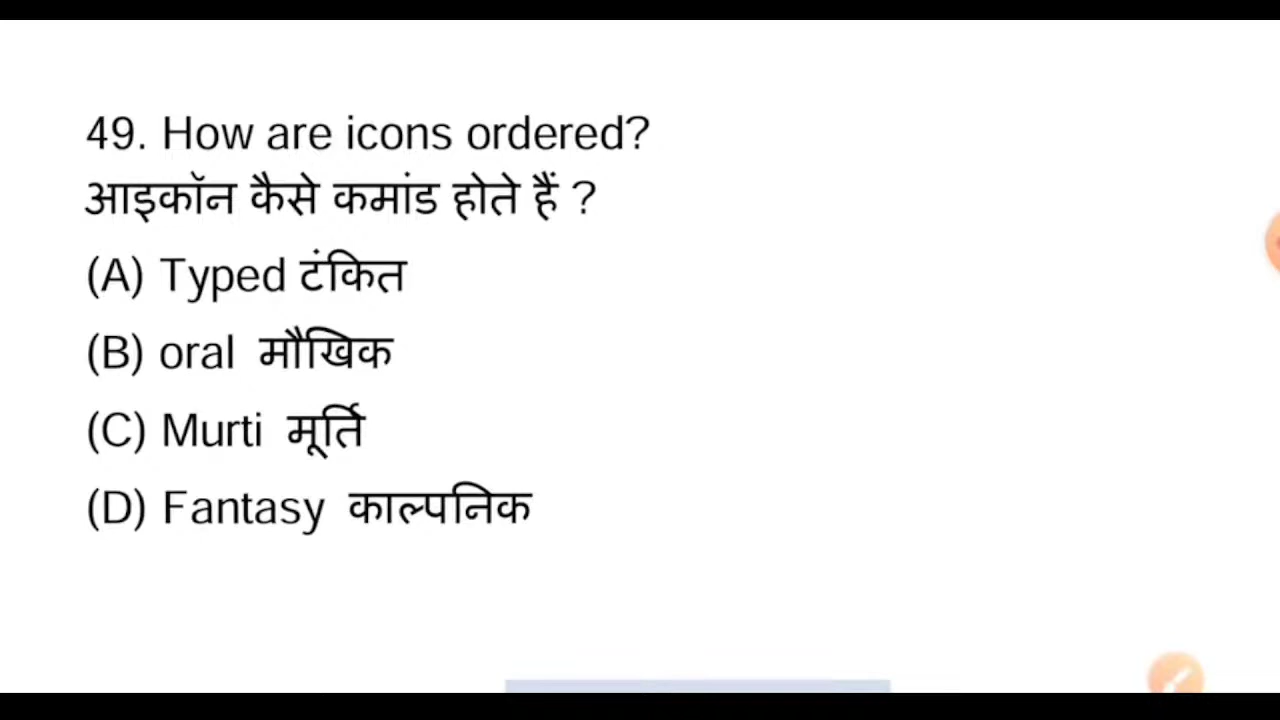 49. How are icons ordered?
आइकॉन कैसे कमांड होते हैं ?
(A) Typed टंकित
(B) oral मौखिक
(C) Murti मूर्ति
(D) Fantasy काल्पनिक